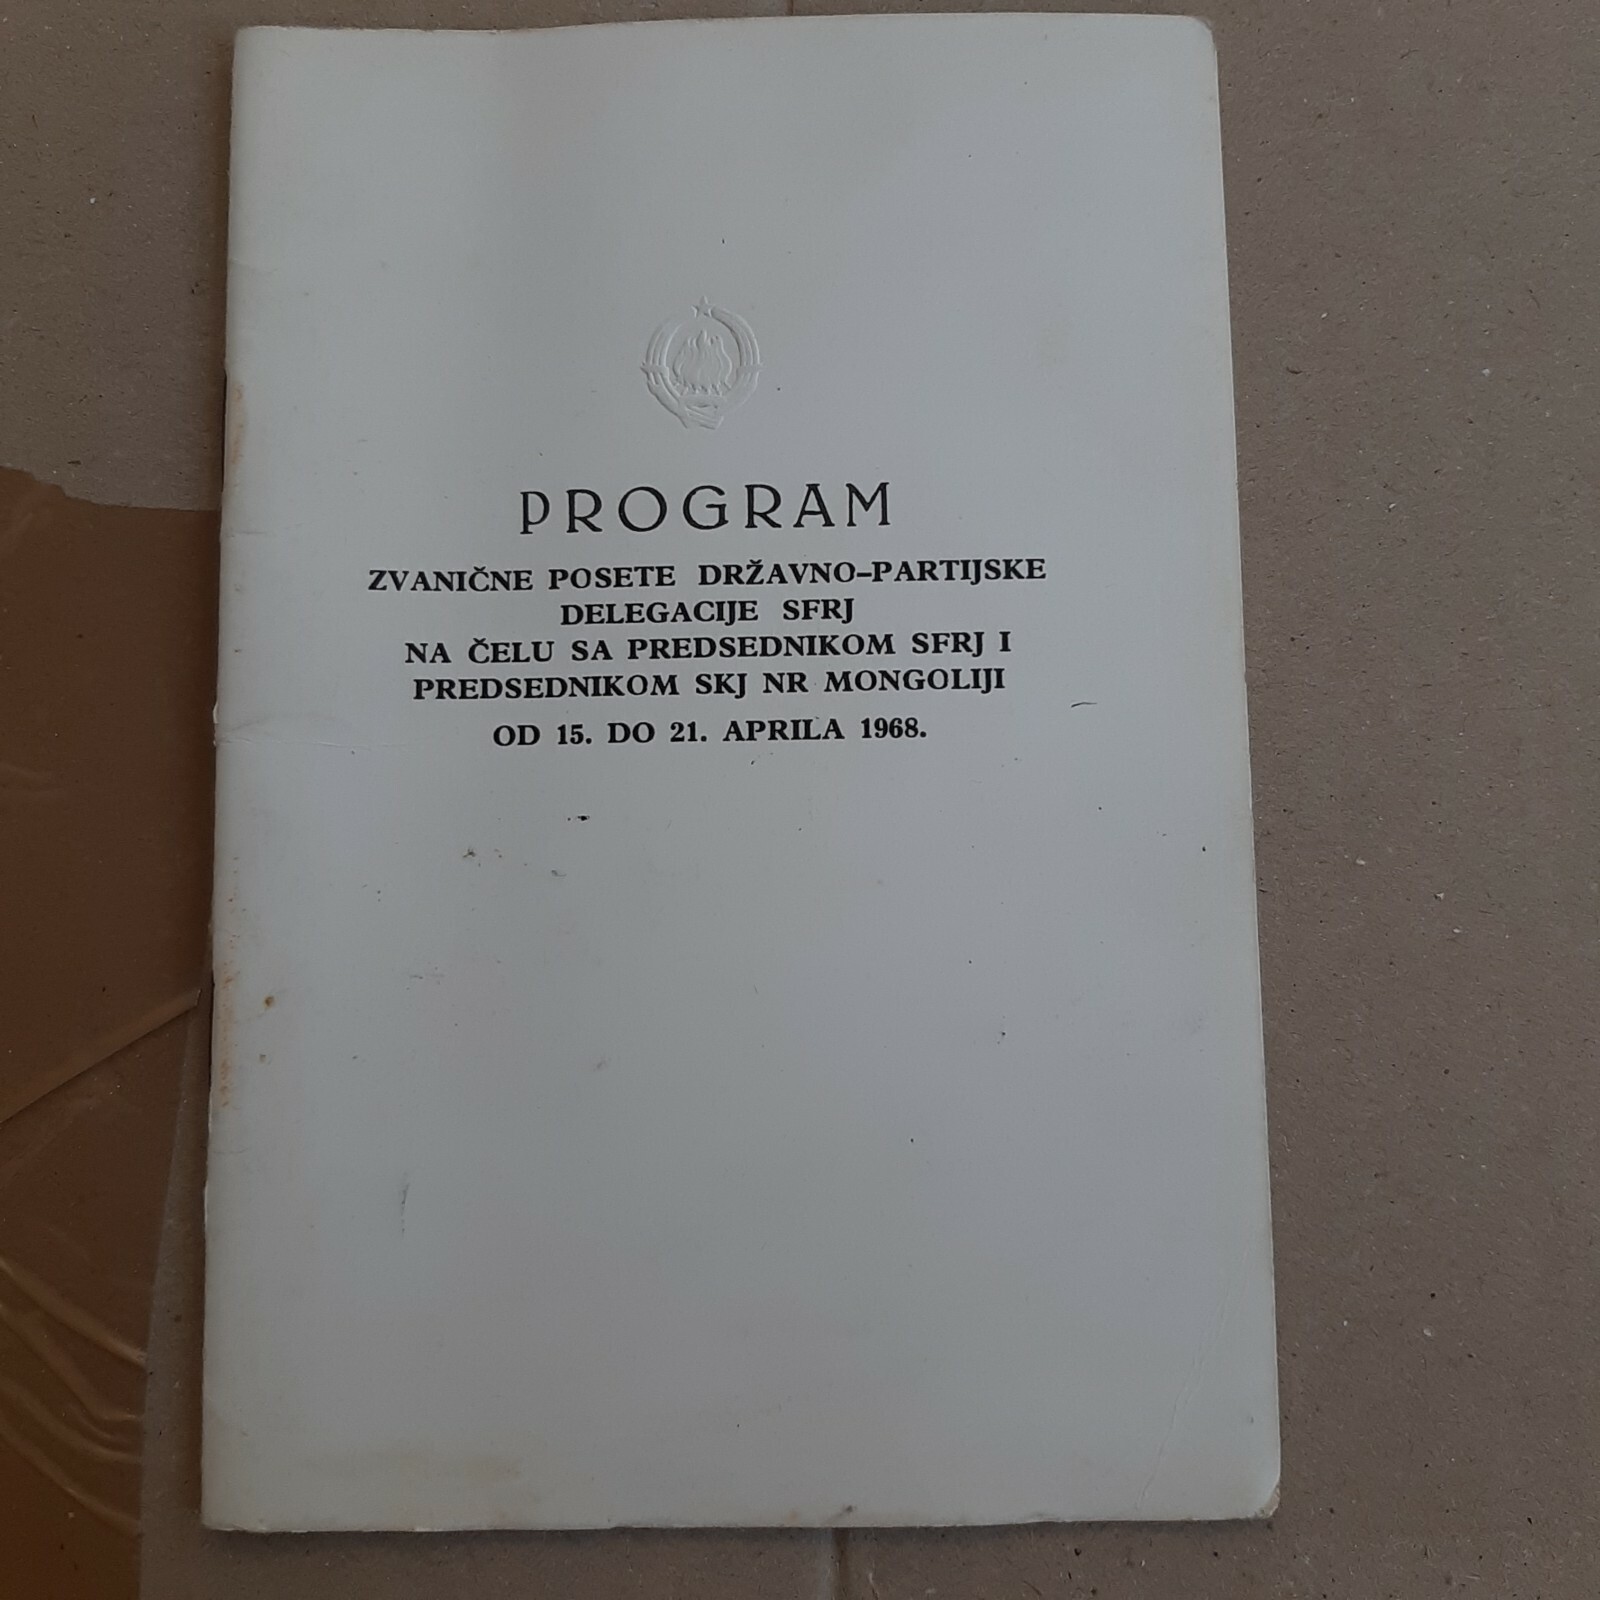 PROGRAM
ZVANIČNE POSETE DRŽAVNO–PARTIJSKE
DELEGACIJE SFRJ
NA ČELU SA PREDSEDNIKOM SFRJ I
PREDSEDNIKOM SKJ NR MONGOLIJI
OD 15. DO 21. APRILA 1968.